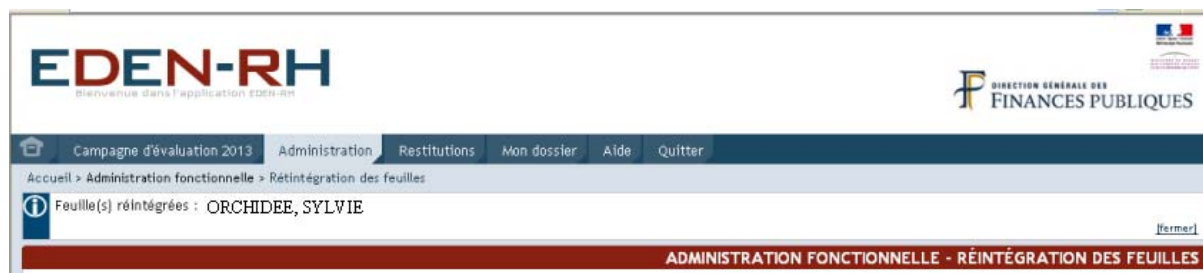 EDEN-RH
Bienvenue dans l'application EDEN-RH
DIRECTION GÉNÉRALE DES
FINANCES PUBLIQUES
Campagne d'évaluation 2013 Administration Restitutions Mon dossier Aide Quitter
Accueil > Administration fonctionnelle > Rétintégration des feuilles
Feuille(s) réintégrées : ORCHIDEE, SYLVIE
[fermer]
ADMINISTRATION FONCTIONNELLE - RÉINTÉGRATION DES FEUILLES